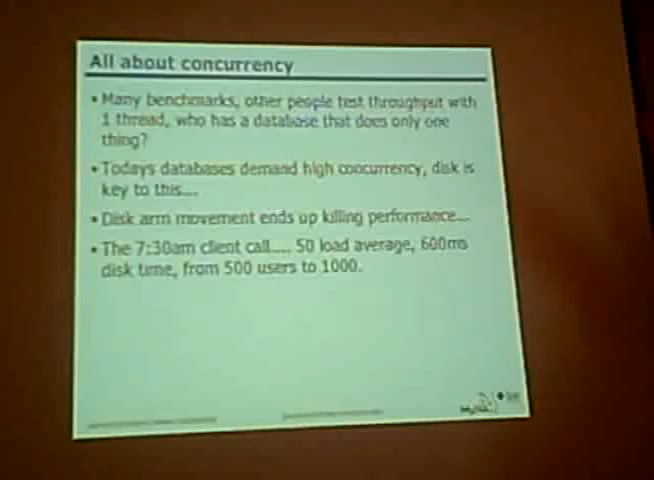 All about concurrency
• Many benchmarks, other people test throughput with
1 thread, who has a database that does only one
thing?
• Todays databases demand high concurrency, disk is
key to this....
• Disk arm movement ends up killing performance...
• The 7:30am client call.... 50 load average, 600ms
disk time, from 500 users to 1000.
MySQL